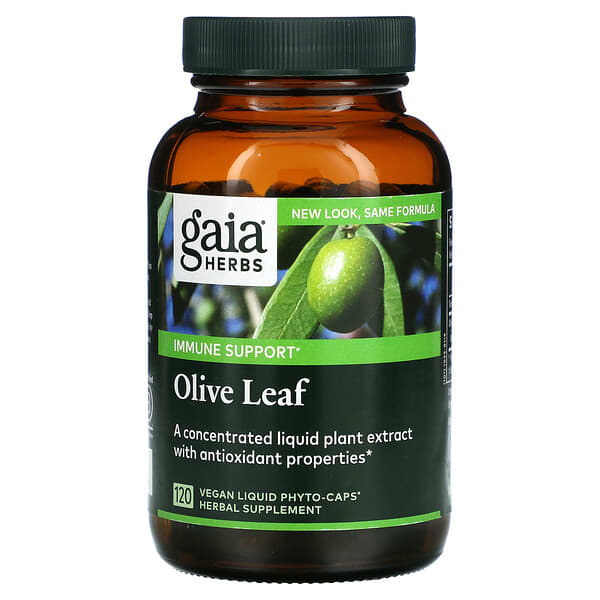 NEW LOOK, SAME FORMULA
gaia®
HERBS
IMMUNE SUPPORT*
Olive Leaf
A concentrated liquid plant extract
with antioxidant properties*
120 VEGAN LIQUID PHYTO-CAPS®
HERBAL SUPPLEMENT